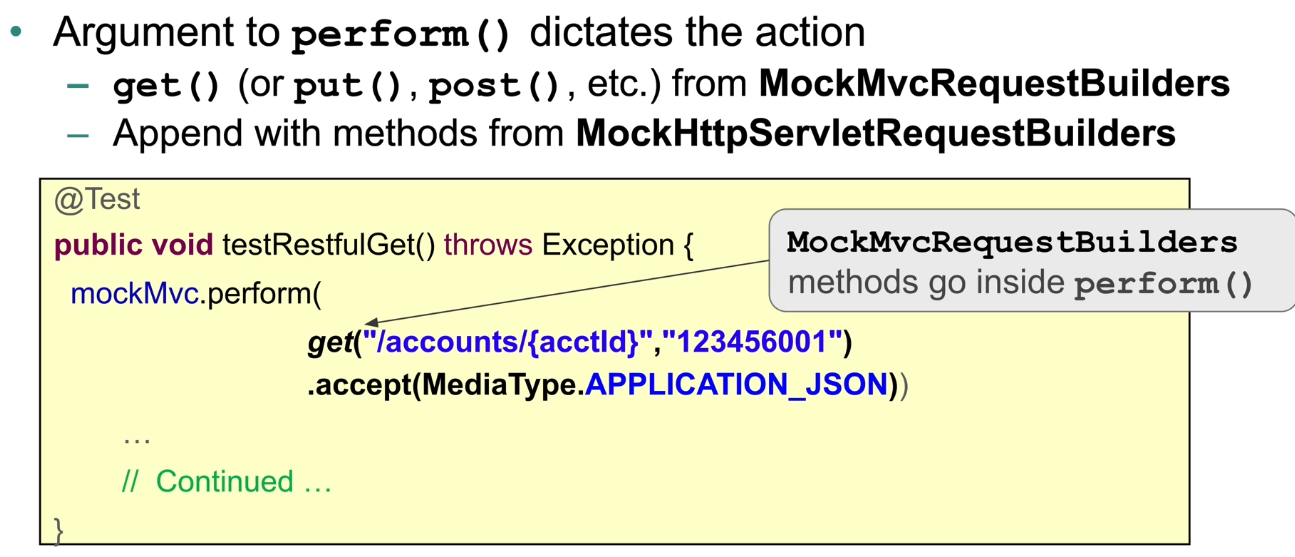 • Argument to perform() dictates the action
– get() (or put(), post(), etc.) from MockMvcRequestBuilders
– Append with methods from MockHttpServletRequestBuilders
@Test
public void testRestfulGet() throws Exception {
mockMvc.perform(
MockMvcRequestBuilders
methods go inside perform()
get("/accounts/{acctId}","123456001")
.accept(MediaType.APPLICATION_JSON))
...
// Continued ...
}